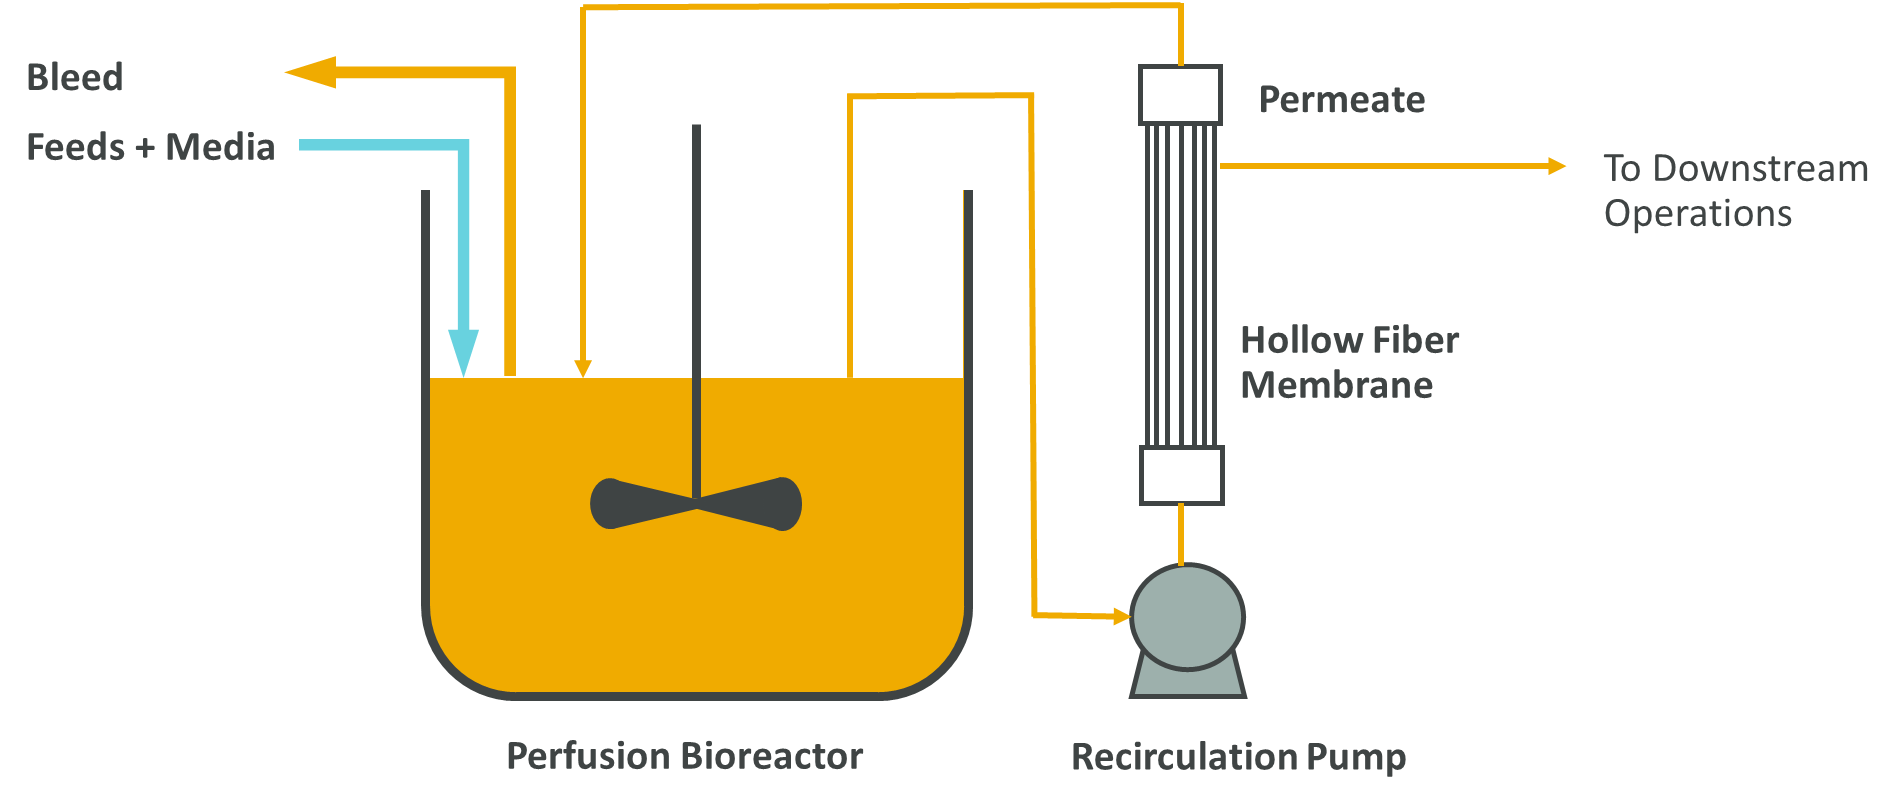 Bleed
Feeds + Media
Permeate
To Downstream
Operations
Hollow Fiber
Membrane
Perfusion Bioreactor
Recirculation Pump